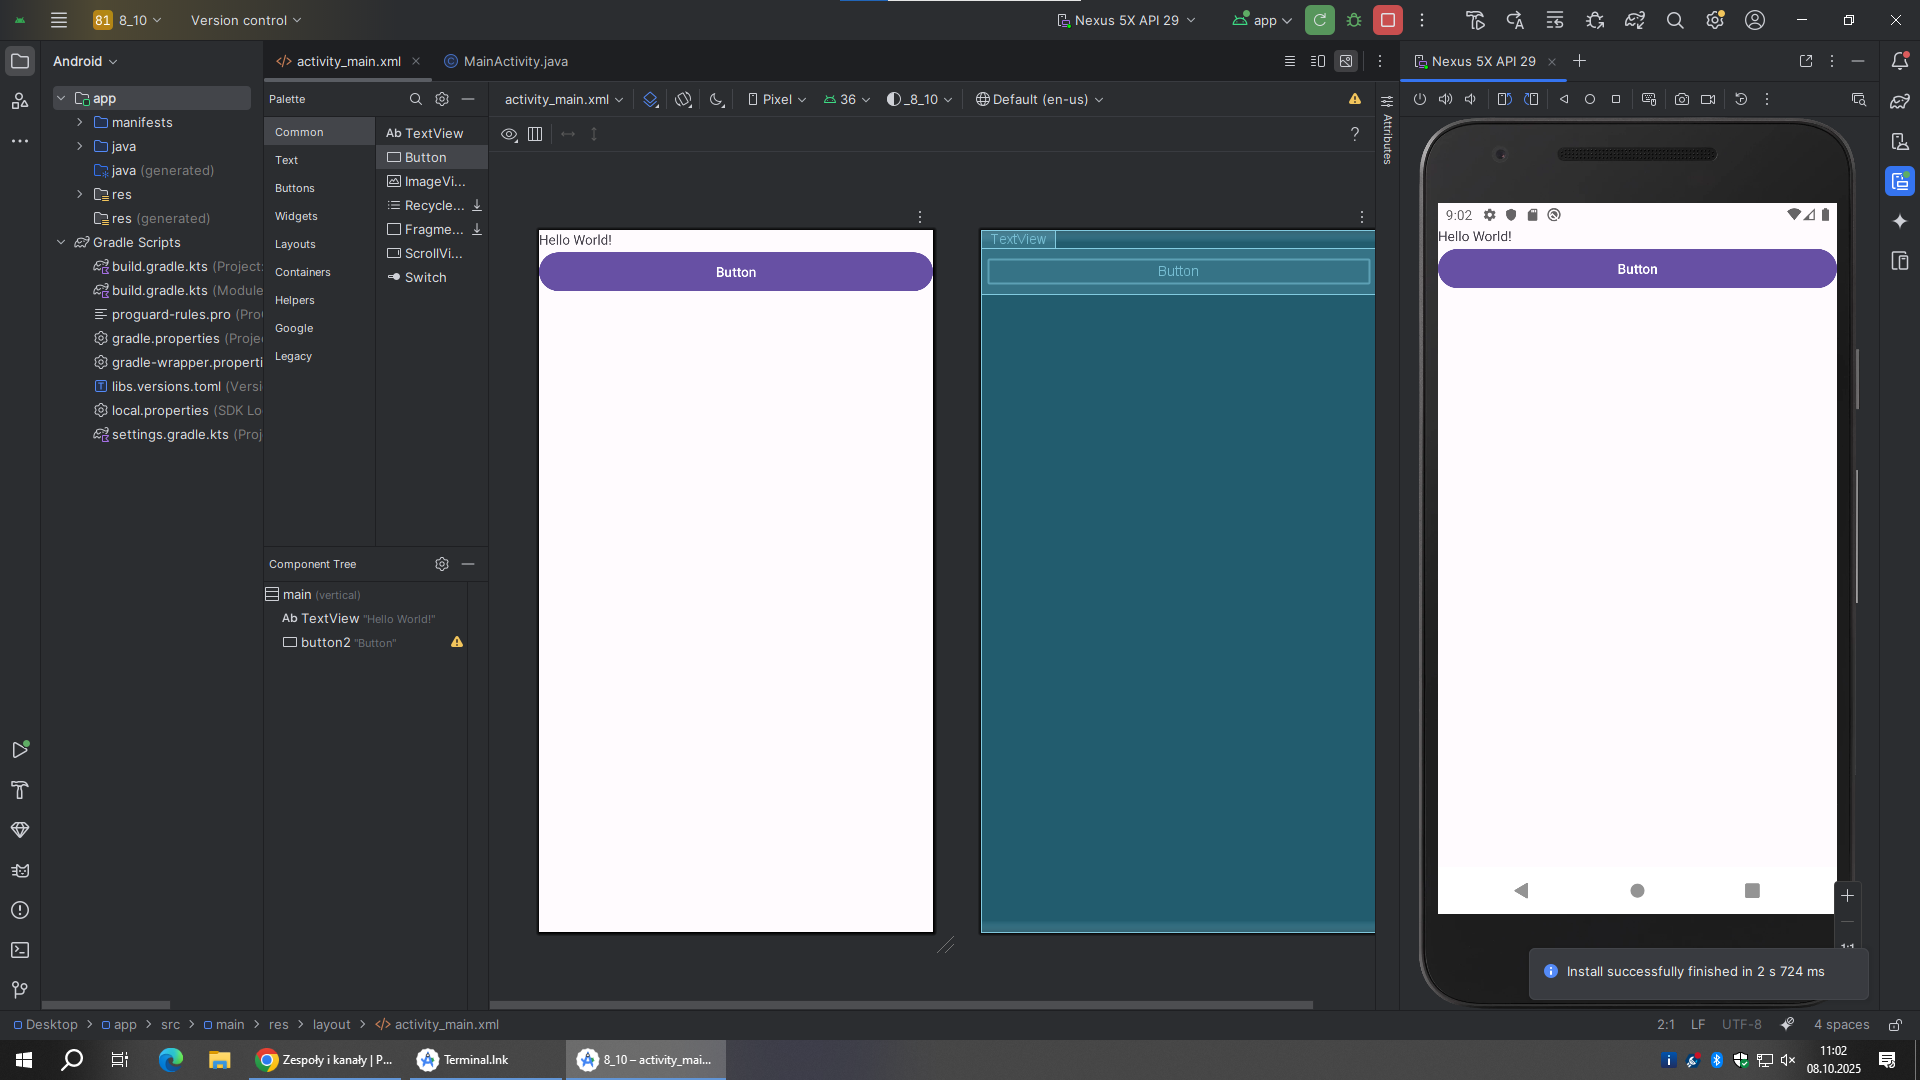 81 8_10 Version control Nexus 5X API 29 app
Android activity_main.xml MainActivity.java Nexus 5X API 29
app
manifests
java
java (generated)
res
res (generated)
Gradle Scripts
build.gradle.kts (Project:
build.gradle.kts (Module
proguard-rules.pro (Pro
gradle.properties (Proje
gradle-wrapper.properti
libs.versions.toml (Versi
local.properties (SDK Lo
settings.gradle.kts (Proj
Palette
Common
Text
Buttons
Widgets
Layouts
Containers
Helpers
Google
Legacy
Ab TextView
Button
ImageVi...
Recycle...
Fragme...
ScrollVi...
Switch
Component Tree
main (vertical)
Ab TextView "Hello World!"
button2 "Button"
activity_main.xml Pixel 36 _8_10 Default (en-us)
?
Attributes
Hello World!
Button
TextView
Button
9:02
Hello World!
Button
1:1
Install successfully finished in 2 s 724 ms
Desktop > app > src > main > res > layout > activity_main.xml
2:1 LF UTF-8 4 spaces
Zespoły i kanały | P...
Terminal.lnk
8_10 – activity_mai...
11:02
08.10.2025